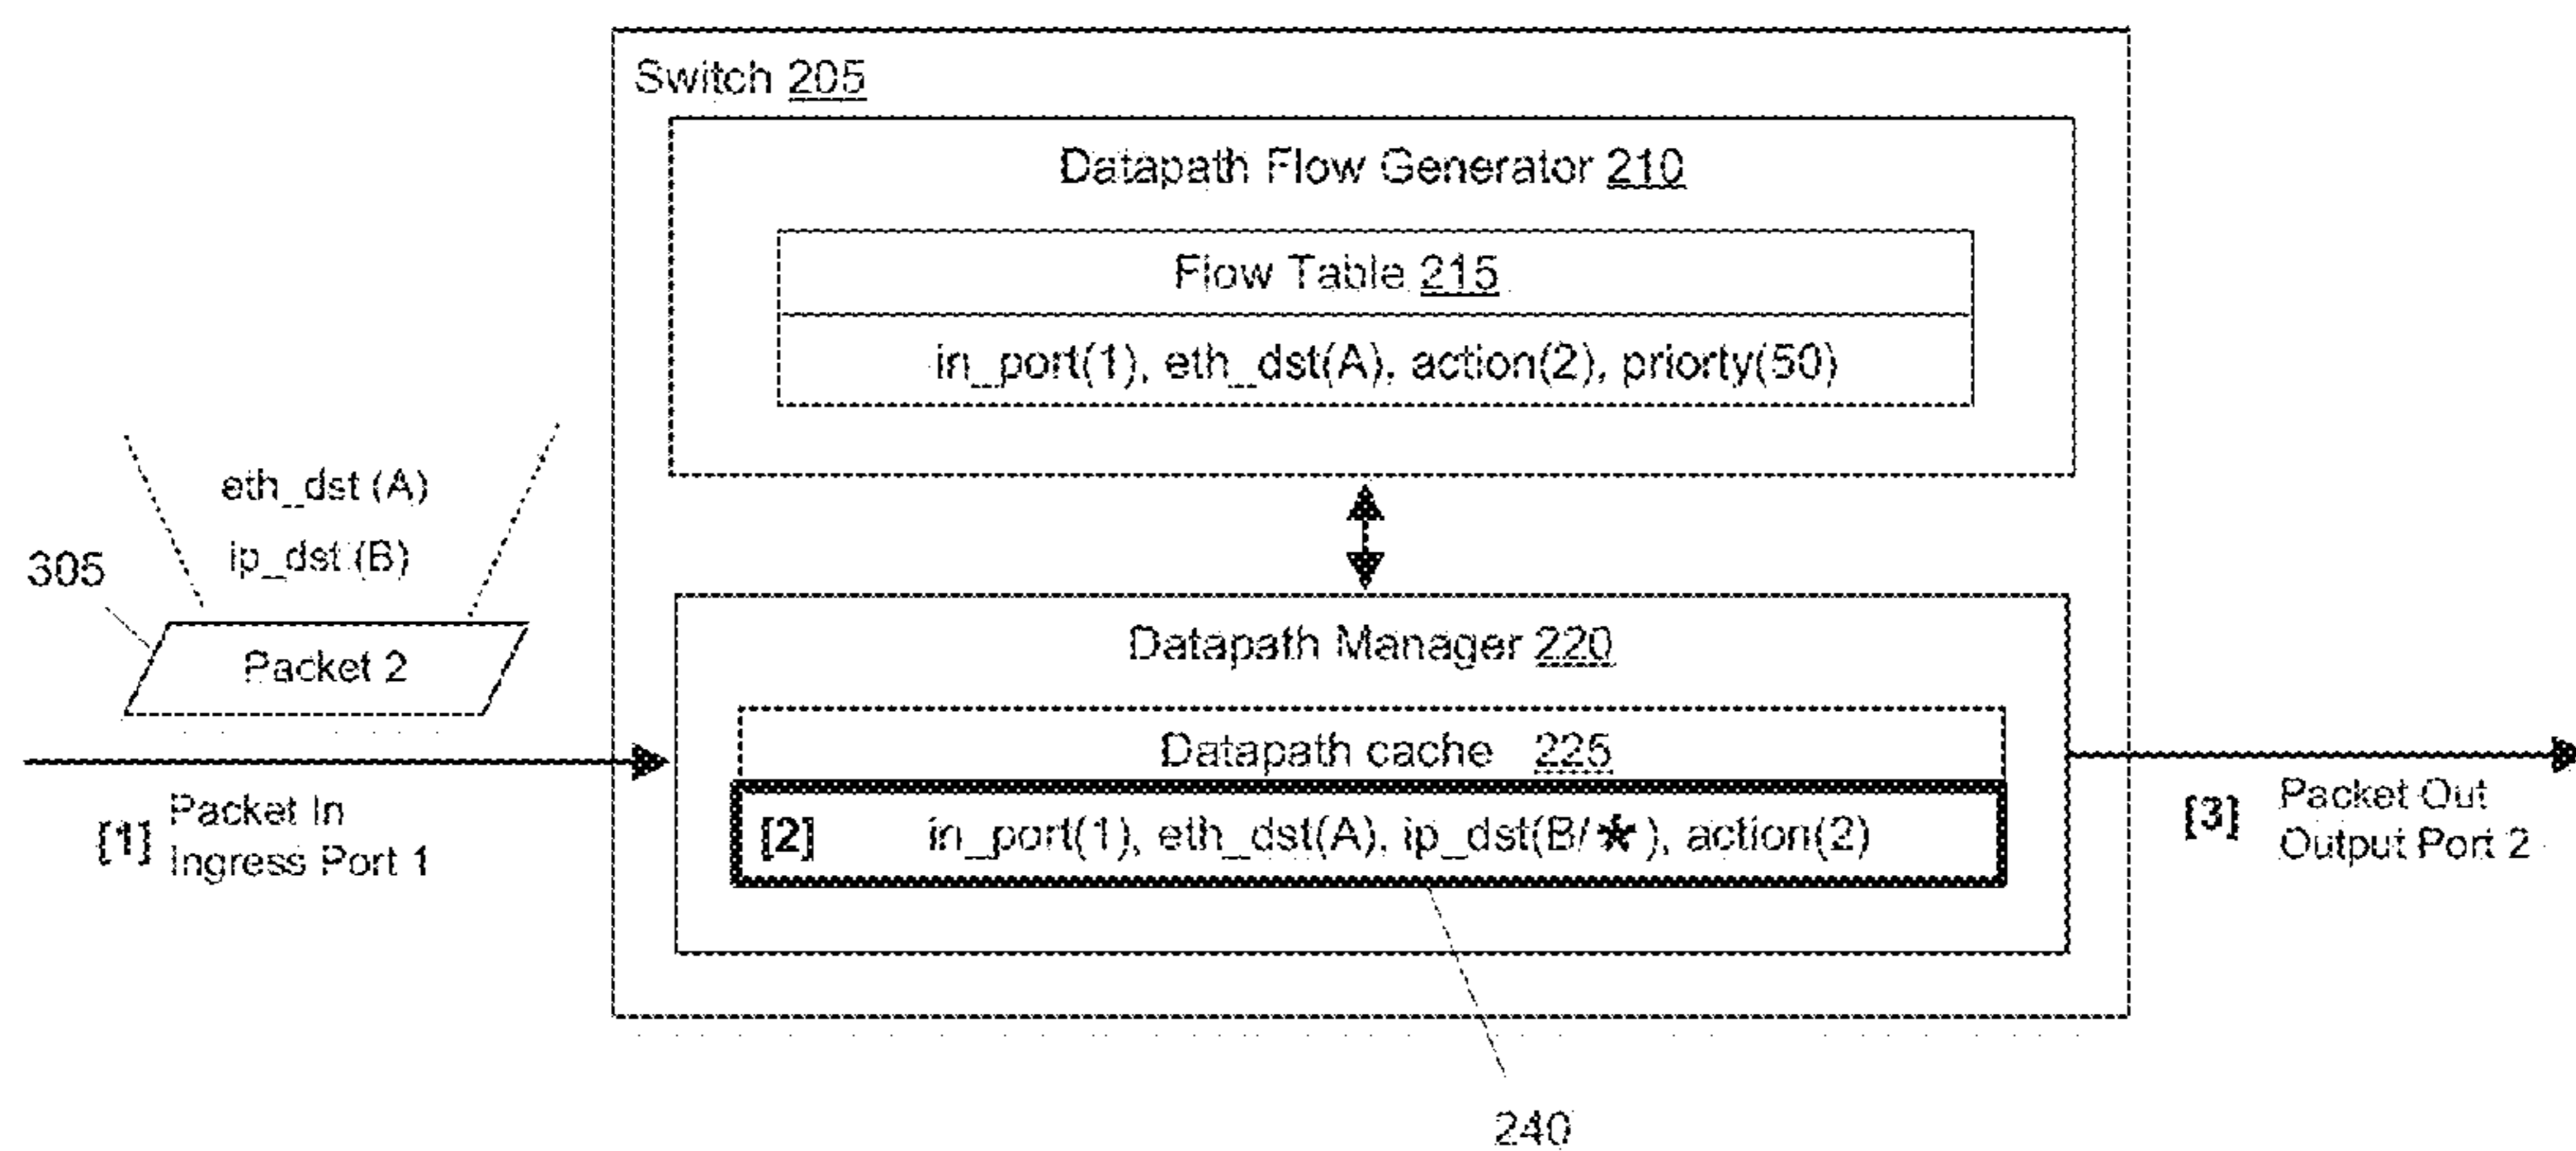 Switch 205
Datapath Flow Generator 210
Flow Table 215
in_port(1), eth_dst(A), action(2), priorty(50)
eth_dst (A)
ip_dst (B)
305
Packet 2
Datapath Manager 220
Datapath cache 225
[2] in_port(1), eth_dst(A), ip_dst(B/*), action(2)
[1] Packet In
Ingress Port 1
[3] Packet Out
Output Port 2
240